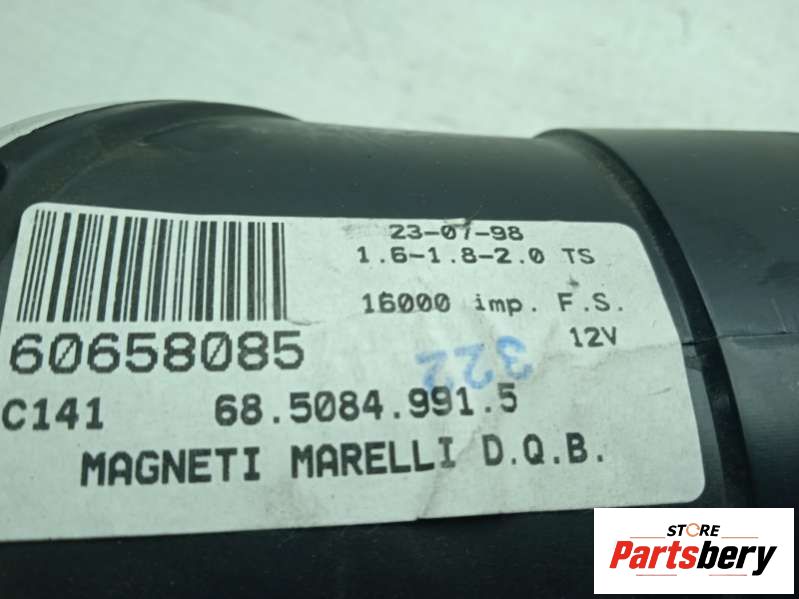 23-07-98
1.6-1.8-2.0 TS
16000 imp. F.S.
12V
60658085
322
C141 68.5084.991.5
MAGNETI MARELLI D.Q.B.
STORE
Partsbery